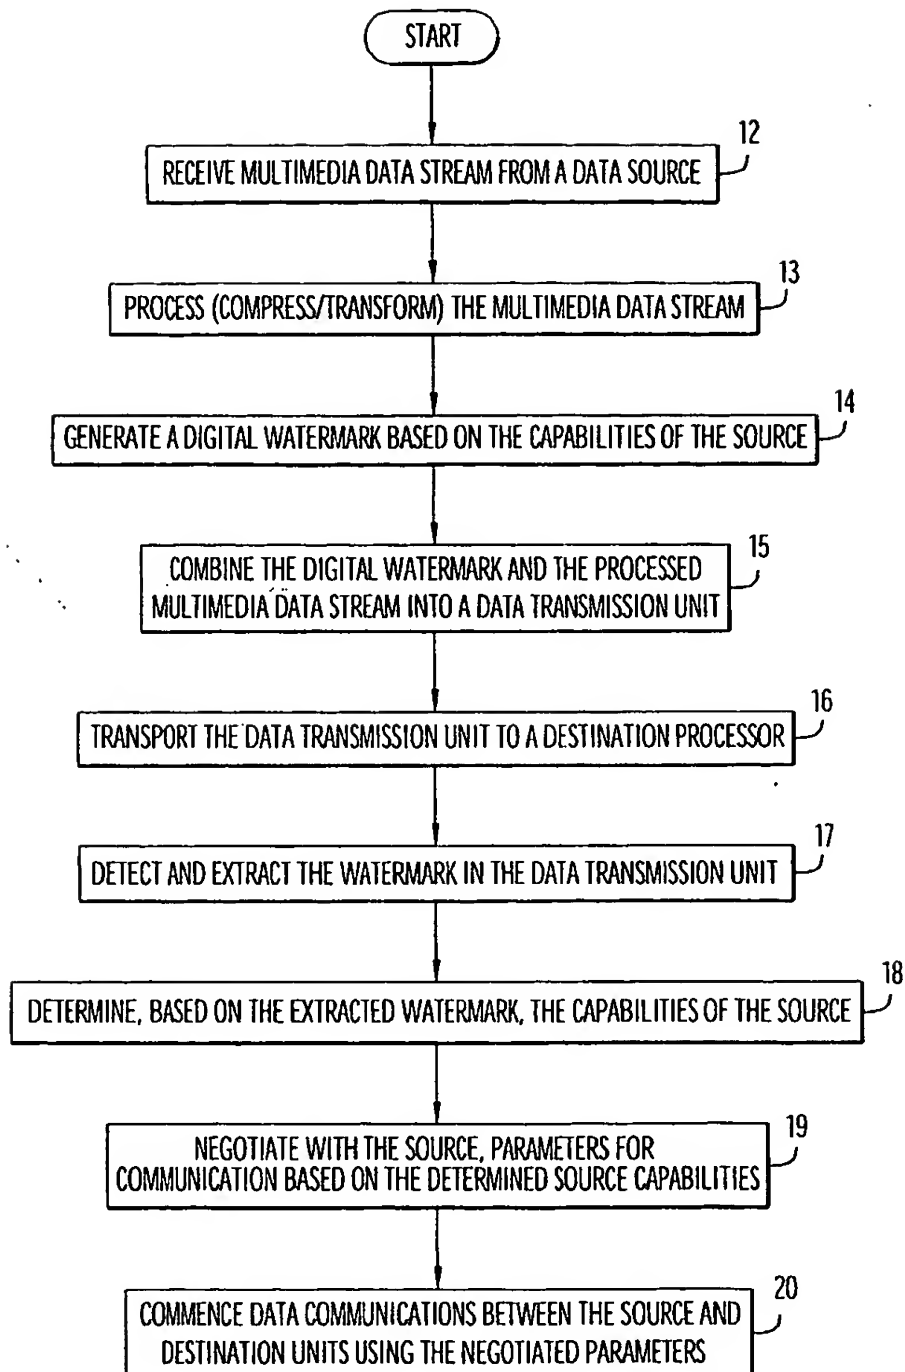 START
12
RECEIVE MULTIMEDIA DATA STREAM FROM A DATA SOURCE
13
PROCESS (COMPRESS/TRANSFORM) THE MULTIMEDIA DATA STREAM
14
GENERATE A DIGITAL WATERMARK BASED ON THE CAPABILITIES OF THE SOURCE
15
COMBINE THE DIGITAL WATERMARK AND THE PROCESSED
MULTIMEDIA DATA STREAM INTO A DATA TRANSMISSION UNIT
16
TRANSPORT THE DATA TRANSMISSION UNIT TO A DESTINATION PROCESSOR
17
DETECT AND EXTRACT THE WATERMARK IN THE DATA TRANSMISSION UNIT
18
DETERMINE, BASED ON THE EXTRACTED WATERMARK, THE CAPABILITIES OF THE SOURCE
19
NEGOTIATE WITH THE SOURCE, PARAMETERS FOR
COMMUNICATION BASED ON THE DETERMINED SOURCE CAPABILITIES
20
COMMENCE DATA COMMUNICATIONS BETWEEN THE SOURCE AND
DESTINATION UNITS USING THE NEGOTIATED PARAMETERS